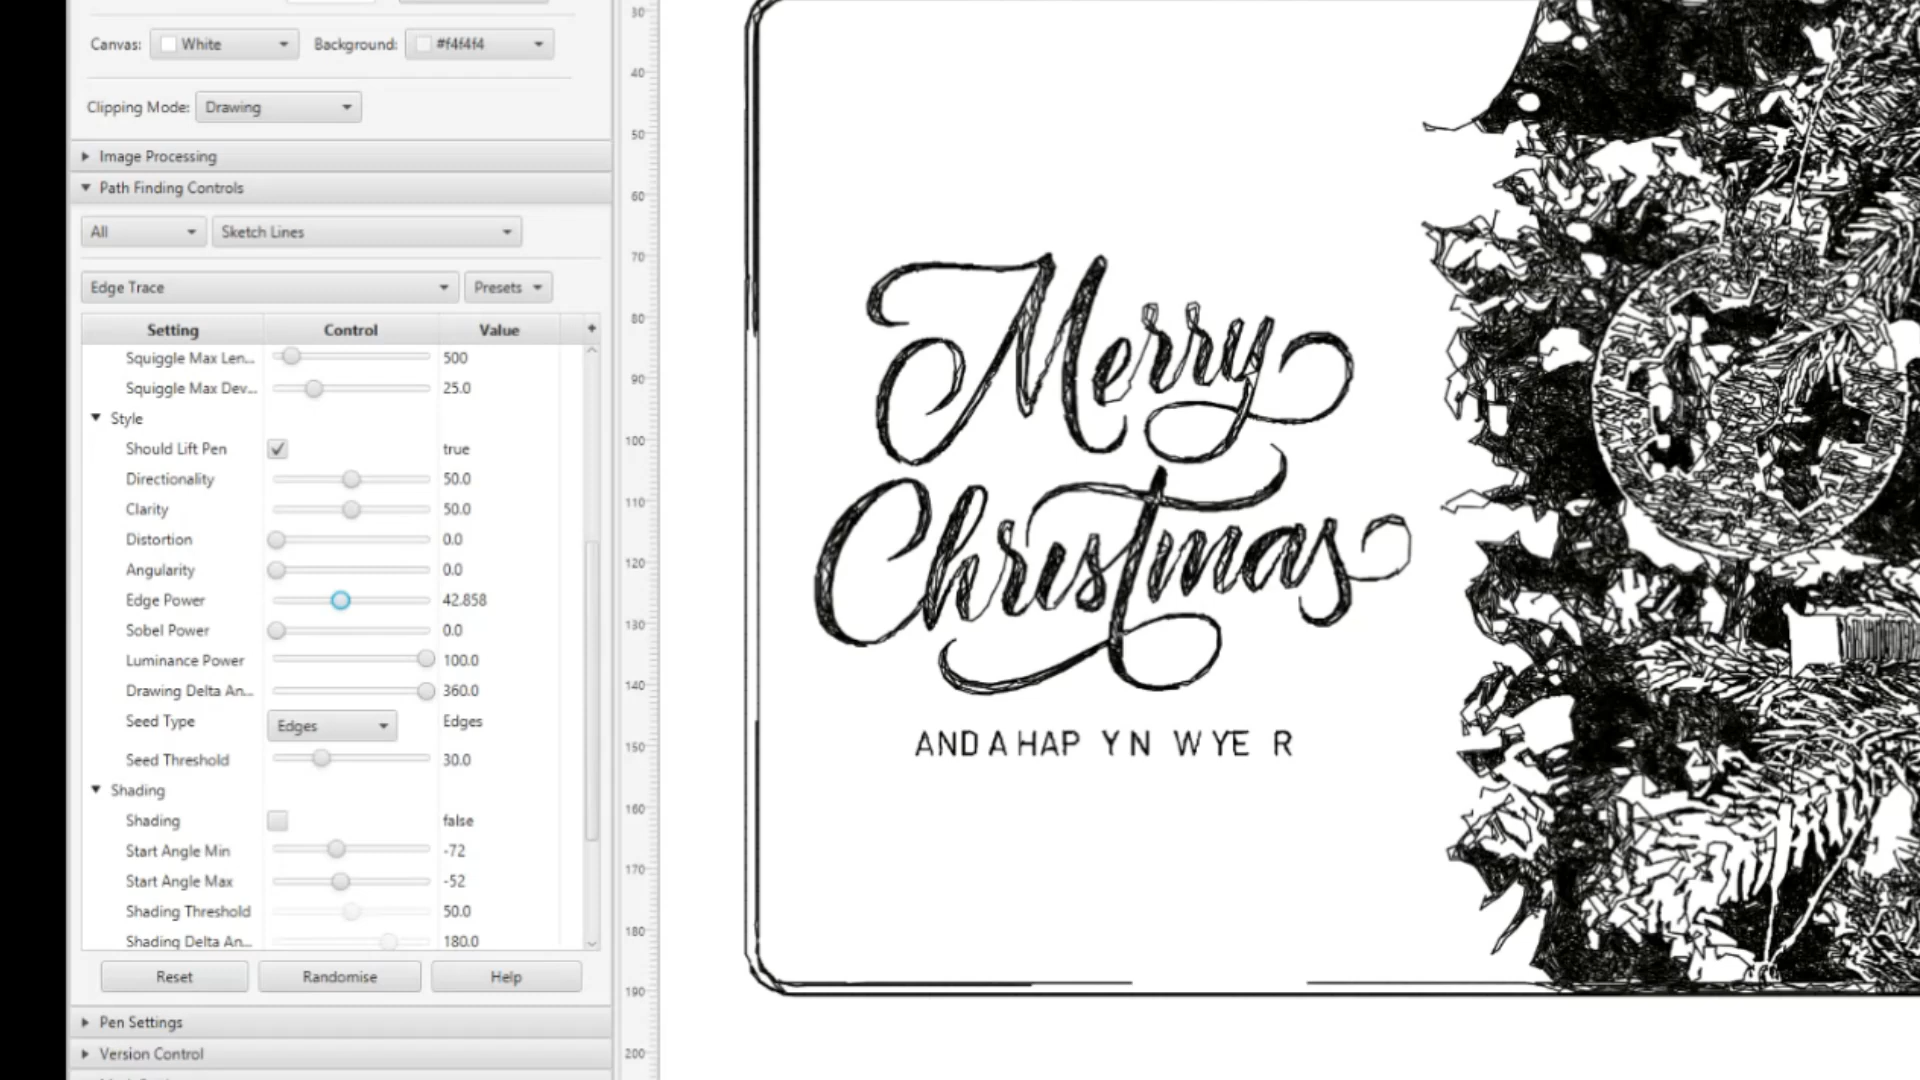 Canvas: White Background: #f4f4f4
Clipping Mode: Drawing
Image Processing
Path Finding Controls
All Sketch Lines
Edge Trace Presets
Setting Control Value +
Squiggle Max Len... 500
Squiggle Max Dev... 25.0
Style
Should Lift Pen true
Directionality 50.0
Clarity 50.0
Distortion 0.0
Angularity 0.0
Edge Power 42.858
Sobel Power 0.0
Luminance Power 100.0
Drawing Delta An... 360.0
Seed Type Edges Edges
Seed Threshold 30.0
Shading
Shading false
Start Angle Min -72
Start Angle Max -52
Shading Threshold 50.0
Shading Delta An... 180.0
Reset Randomise Help
Pen Settings
Version Control
30
40
50
60
70
80
90
100
110
120
130
140
150
160
170
180
190
200
Merry
Christmas
AND A HAP Y N W YE R